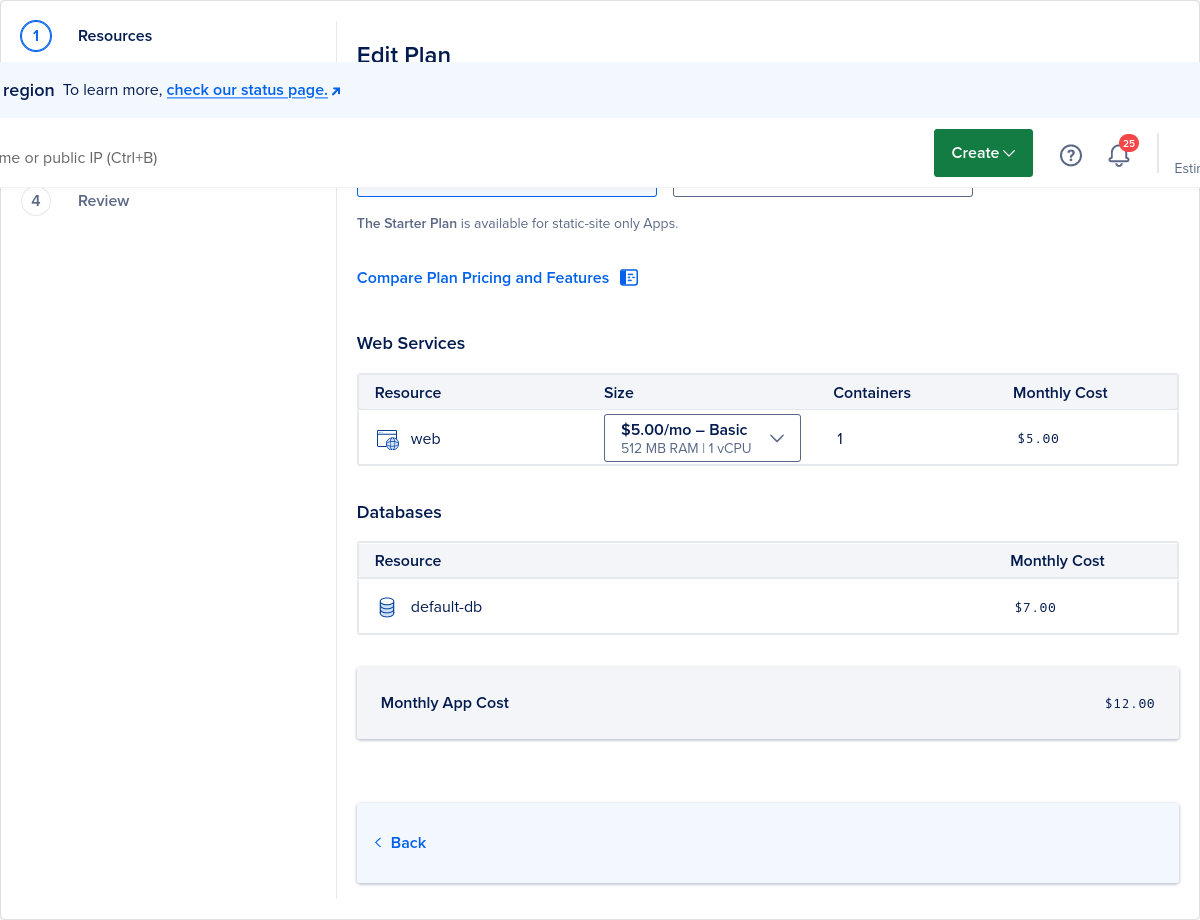 1 Resources
Edit Plan
region To learn more, check our status page.
me or public IP (Ctrl+B)
Create
25
4 Review
The Starter Plan is available for static-site only Apps.
Compare Plan Pricing and Features
Web Services
Resource Size Containers Monthly Cost
web $5.00/mo – Basic 1 $5.00
512 MB RAM | 1 vCPU
Databases
Resource Monthly Cost
default-db $7.00
Monthly App Cost $12.00
Back